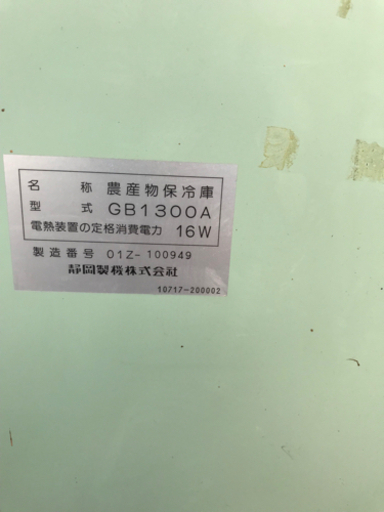 名 称 農産物保冷庫
型 式 GB1300A
電熱装置の定格消費電力 16W
製造番号 01Z-100949
静岡製機株式会社
10717-200002